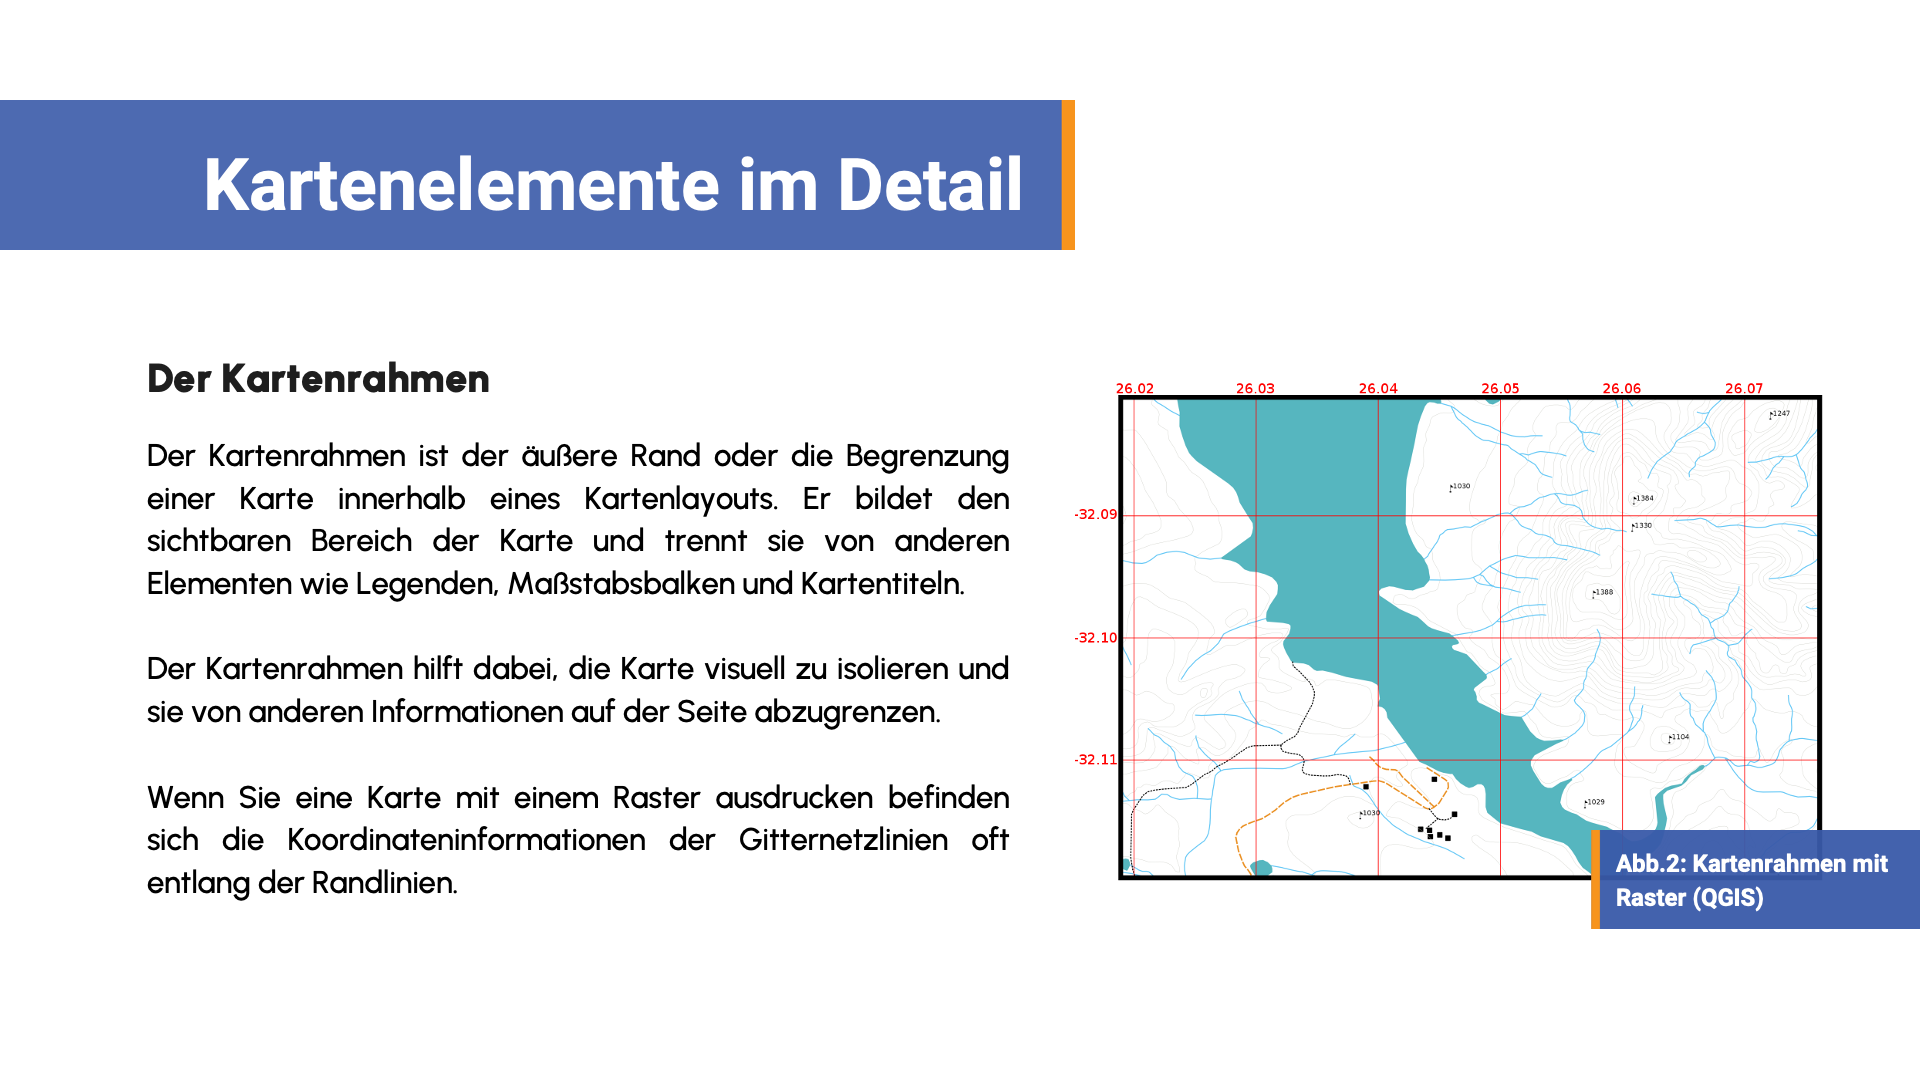 Kartenelemente im Detail
Der Kartenrahmen
Der Kartenrahmen ist der äußere Rand oder die Begrenzung
einer Karte innerhalb eines Kartenlayouts. Er bildet den
sichtbaren Bereich der Karte und trennt sie von anderen
Elementen wie Legenden, Maßstabsbalken und Kartentiteln.
Der Kartenrahmen hilft dabei, die Karte visuell zu isolieren und
sie von anderen Informationen auf der Seite abzugrenzen.
Wenn Sie eine Karte mit einem Raster ausdrucken befinden
sich die Koordinateninformationen der Gitternetzlinien oft
entlang der Randlinien.
26.02 26.03 26.04 26.05 26.06 26.07
1247
1030
1384
-32.09
1330
1388
-32.10
1104
-32.11
1029
1030
Abb.2: Kartenrahmen mit
Raster (QGIS)